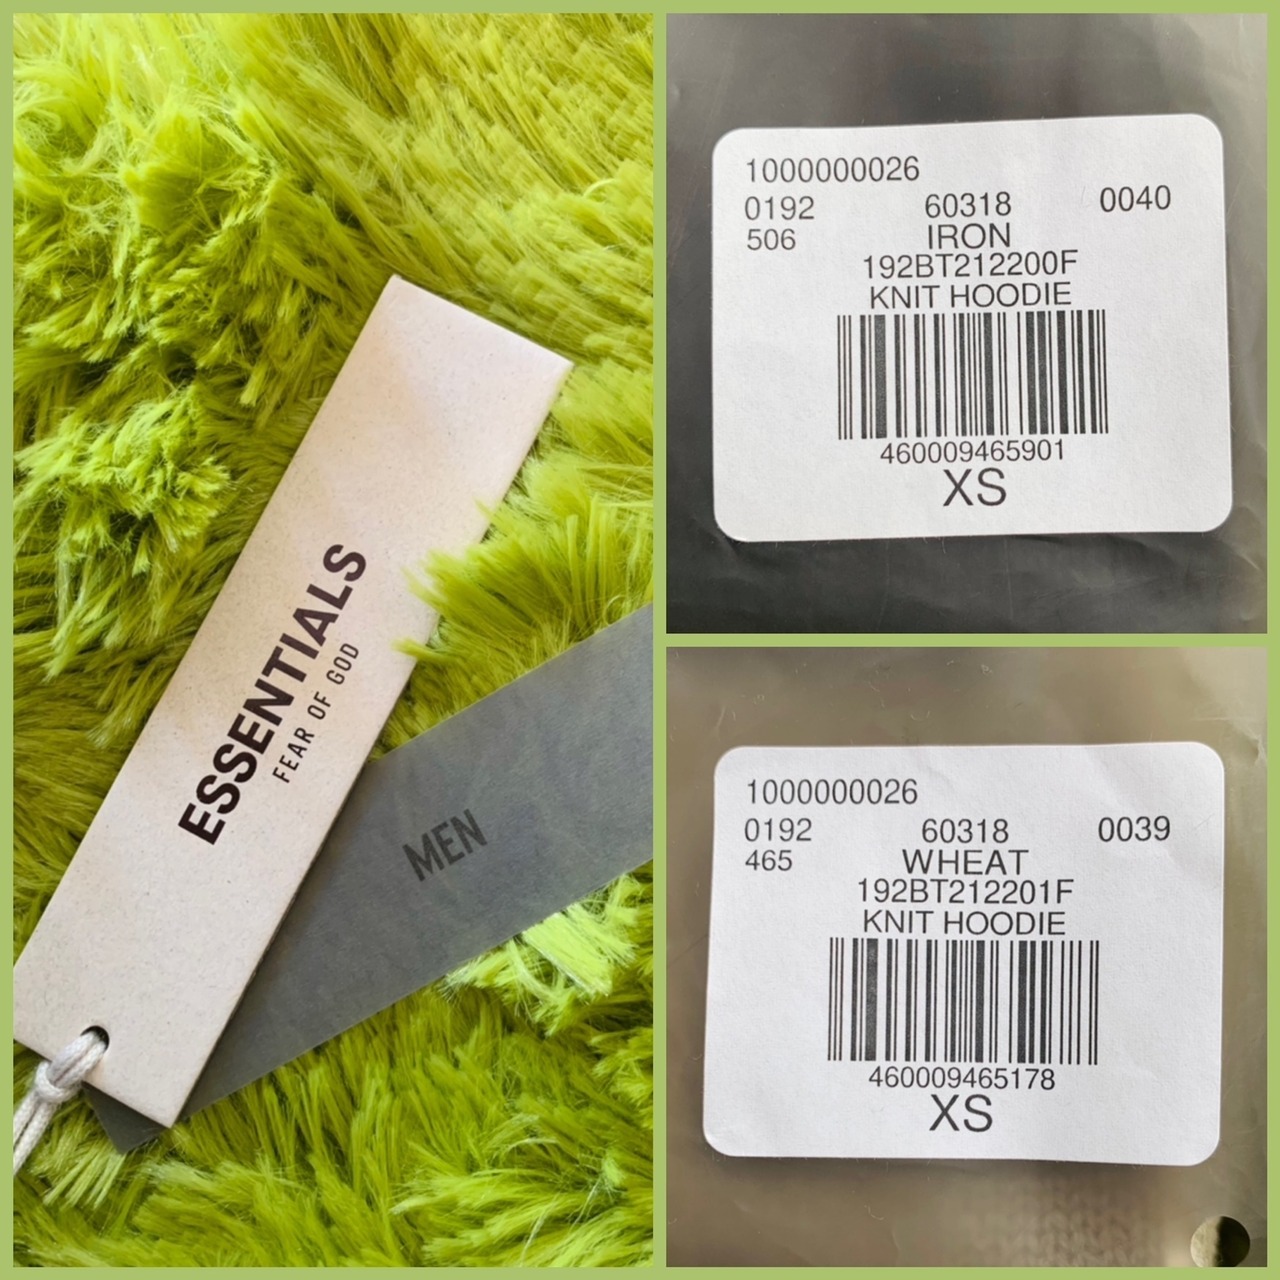 ESSENTIALS
FEAR OF GOD
MEN
1000000026
0192 60318 0040
506 IRON
192BT212200F
KNIT HOODIE
460009465901
XS
1000000026
0192 60318 0039
465 WHEAT
192BT212201F
KNIT HOODIE
460009465178
XS